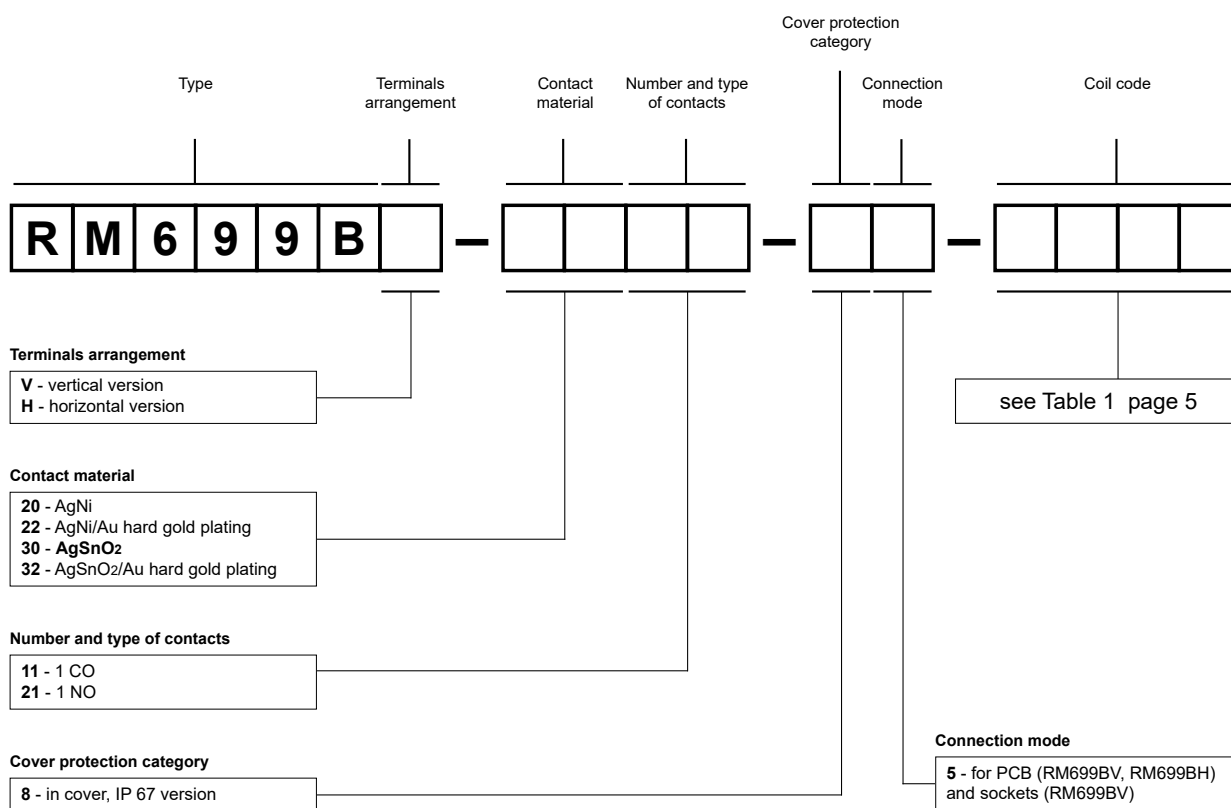 Cover protection
category
Type
Terminals
arrangement
Contact
material
Number and type
of contacts
Connection
mode
Coil code
R M 6 9 9 B – – –
Terminals arrangement
V - vertical version
H - horizontal version
see Table 1 page 5
Contact material
20 - AgNi
22 - AgNi/Au hard gold plating
30 - AgSnO2
32 - AgSnO2/Au hard gold plating
Number and type of contacts
11 - 1 CO
21 - 1 NO
Cover protection category
8 - in cover, IP 67 version
Connection mode
5 - for PCB (RM699BV, RM699BH)
and sockets (RM699BV)